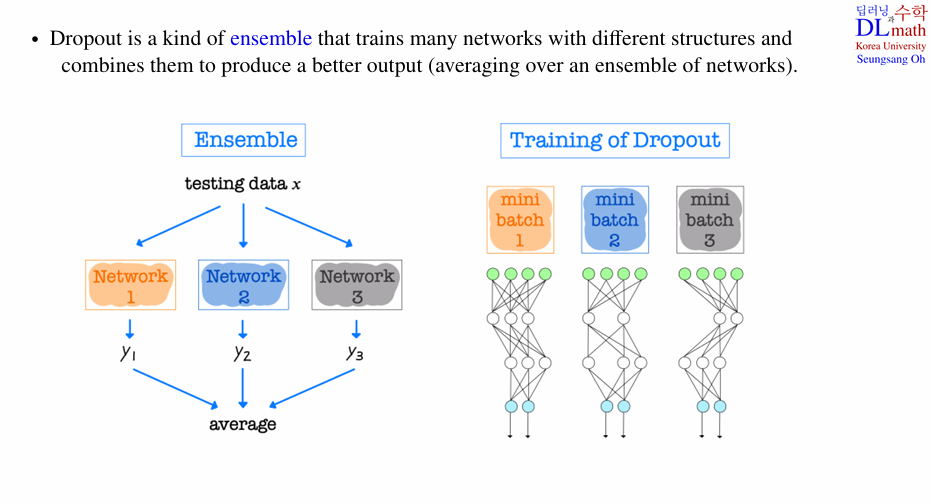 • Dropout is a kind of ensemble that trains many networks with different structures and
combines them to produce a better output (averaging over an ensemble of networks).
딥러닝과 수학
DL math
Korea University
Seungsang Oh
Ensemble
testing data x
Network
1
Network
2
Network
3
y₁
y₂
y₃
average
Training of Dropout
mini
batch
1
mini
batch
2
mini
batch
3